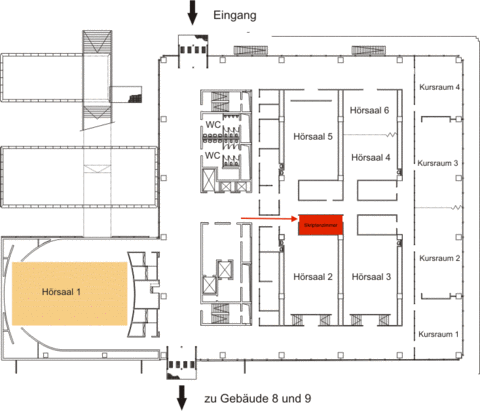 Eingang
Kursraum 4
Hörsaal 6
WC
Hörsaal 5
Hörsaal 4
Kursraum 3
WC
Kursraum 2
Hörsaal 1
Hörsaal 2
Hörsaal 3
Kursraum 1
zu Gebäude 8 und 9